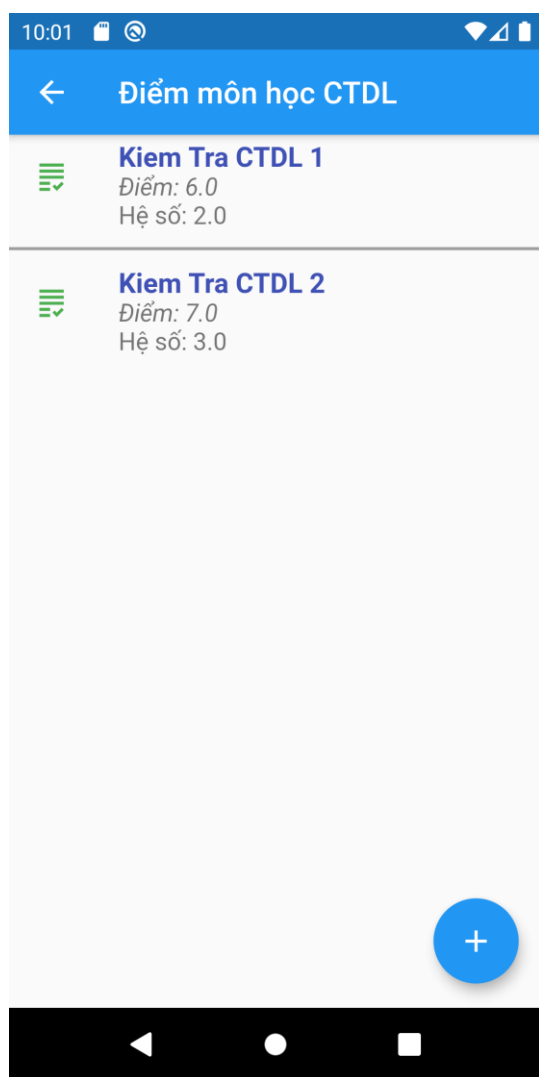 10:01
Điểm môn học CTDL
Kiem Tra CTDL 1
Điểm: 6.0
Hệ số: 2.0
Kiem Tra CTDL 2
Điểm: 7.0
Hệ số: 3.0